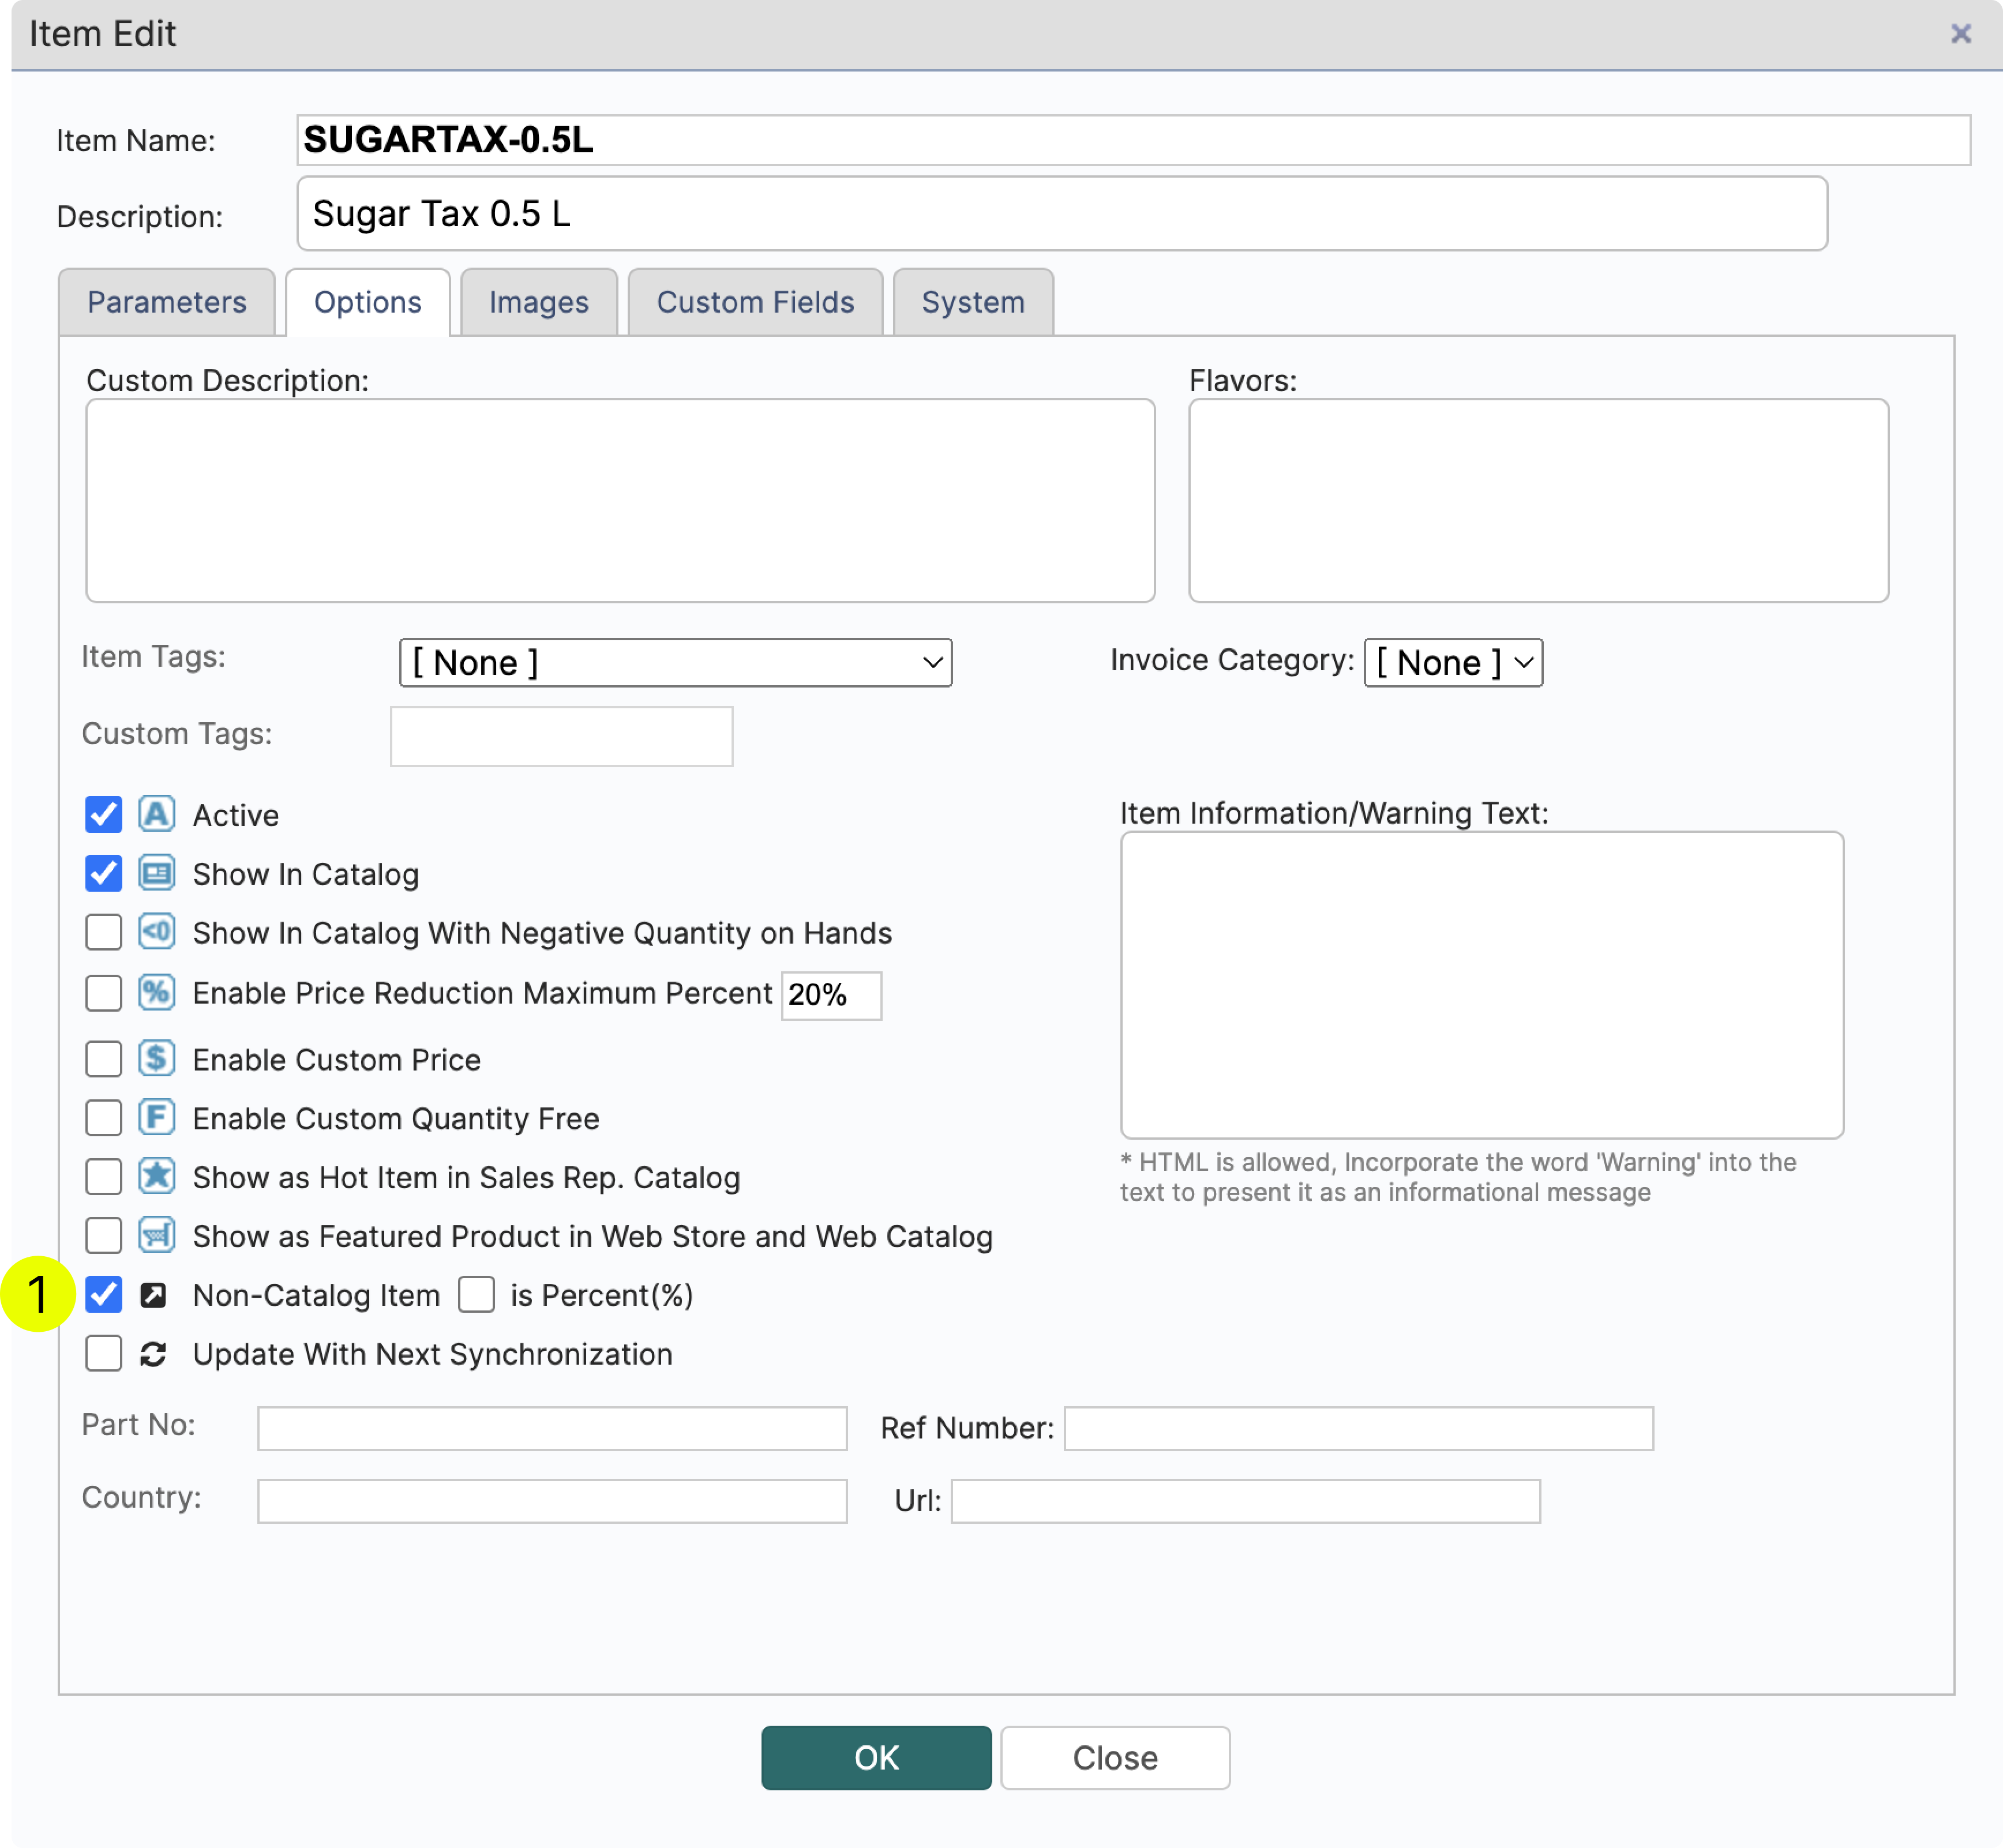 Item Edit
Item Name: SUGARTAX-0.5L
Description: Sugar Tax 0.5 L
Parameters Options Images Custom Fields System
Custom Description: Flavors:
Item Tags: [ None ] Invoice Category: [ None ]
Custom Tags:
A Active
Item Information/Warning Text:
Show In Catalog
<0 Show In Catalog With Negative Quantity on Hands
% Enable Price Reduction Maximum Percent 20%
$ Enable Custom Price
F Enable Custom Quantity Free
* HTML is allowed, Incorporate the word 'Warning' into the
text to present it as an informational message
Show as Hot Item in Sales Rep. Catalog
Show as Featured Product in Web Store and Web Catalog
1 Non-Catalog Item is Percent(%)
Update With Next Synchronization
Part No: Ref Number:
Country: Url:
OK Close